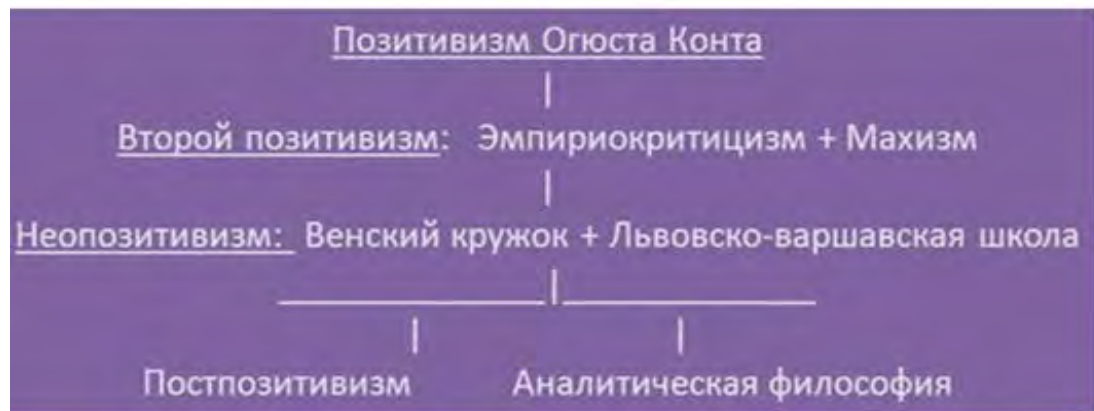 Позитивизм Огюста Конта
Второй позитивизм: Эмпириокритицизм + Махизм
Неопозитивизм: Венский кружок + Львовско-варшавская школа
Постпозитивизм Аналитическая философия